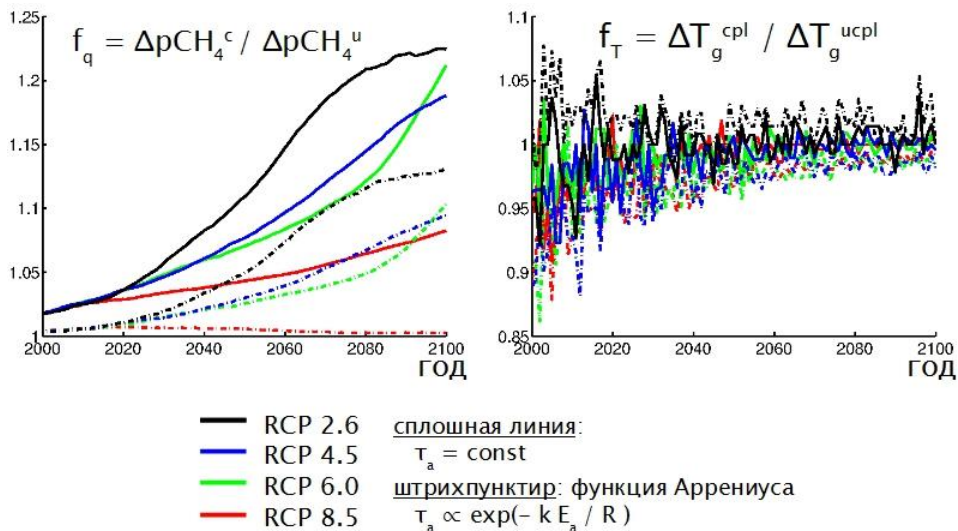 f_q = ΔpCH₄ᶜ / ΔpCH₄ᵘ
1.25
1.2
1.15
1.1
1.05
1
2000 2020 2040 2060 2080 2100
ГОД
f_T = ΔT_g^cpl / ΔT_g^ucpl
1.1
1.05
1
0.95
0.9
0.85
2000 2020 2040 2060 2080 2100
ГОД
RCP 2.6
RCP 4.5
RCP 6.0
RCP 8.5
сплошная линия:
τ_a = const
штрихпунктир: функция Аррениуса
τ_a ∝ exp(- k E_a / R )